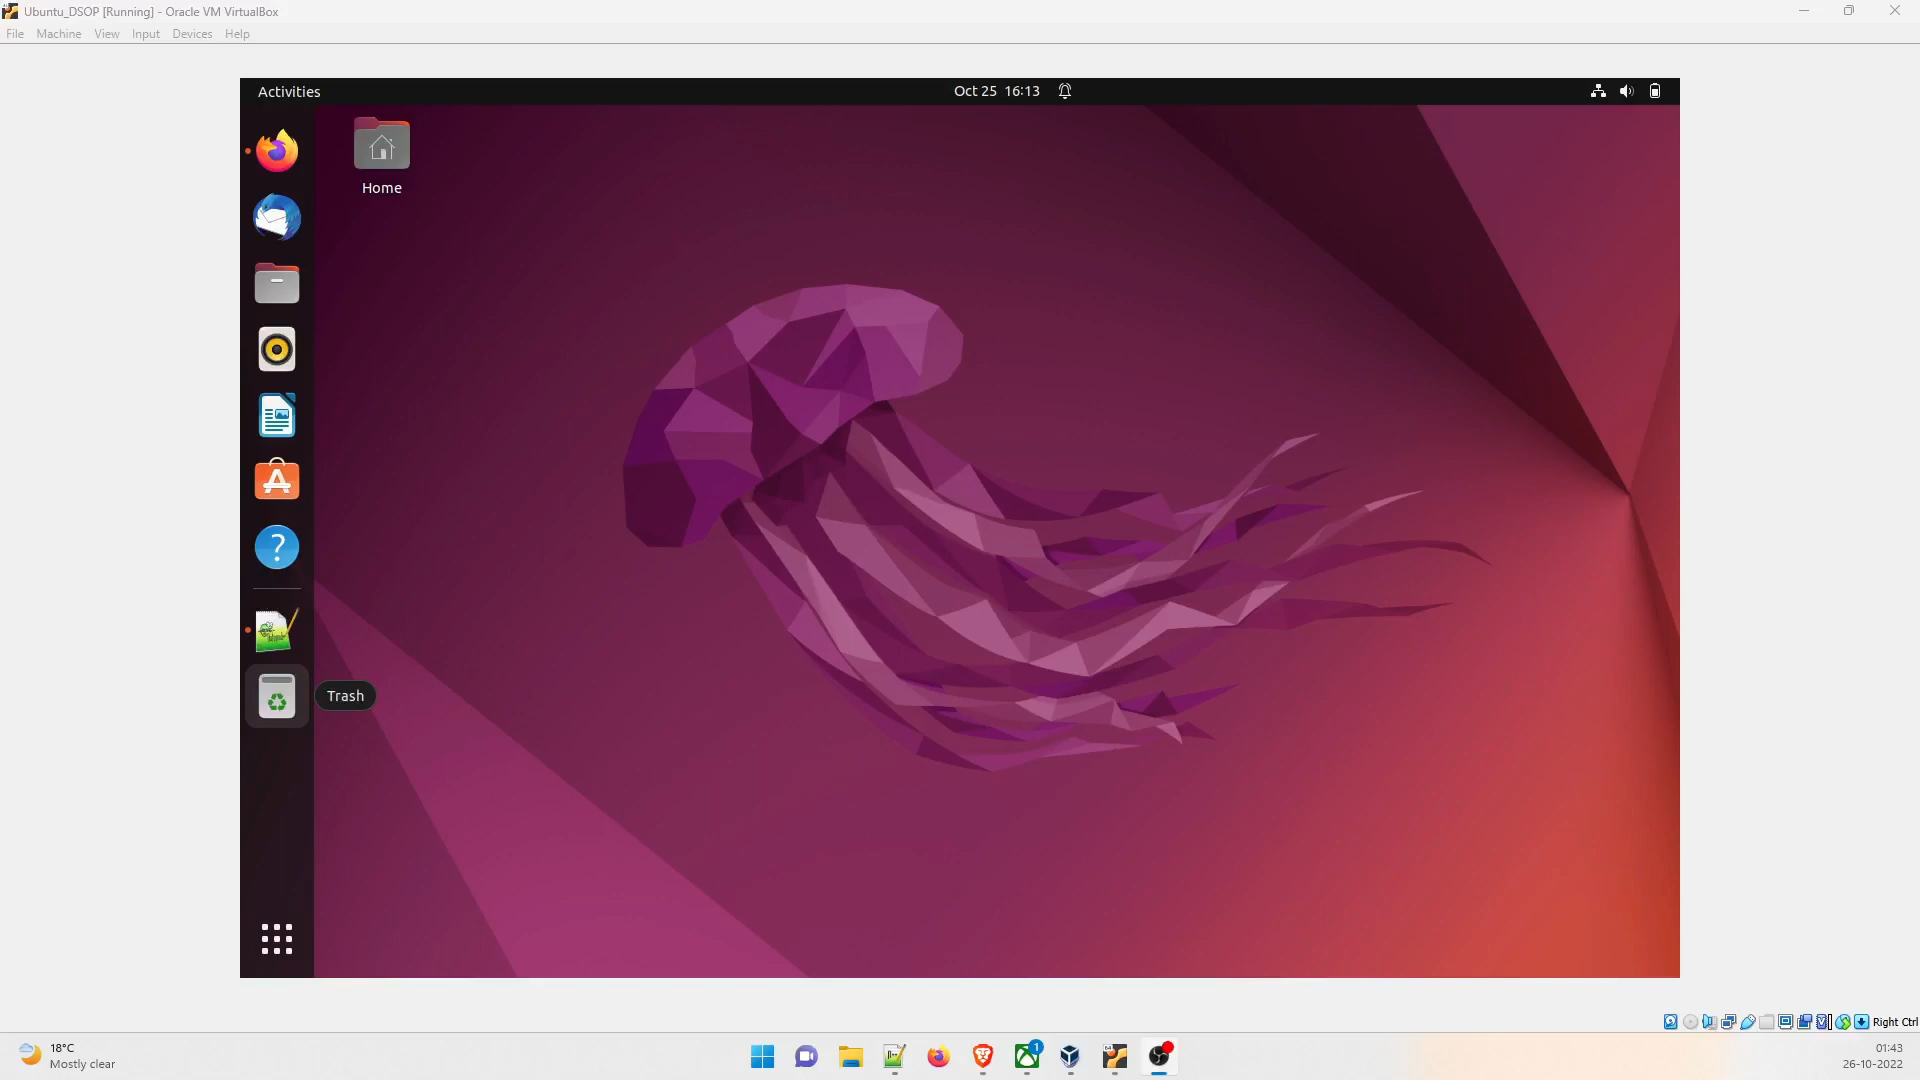 Ubuntu_DSOP [Running] - Oracle VM VirtualBox
File Machine View Input Devices Help
Activities
Oct 25 16:13
Home
Trash
Right Ctrl
18°C
Mostly clear
1
01:43
26-10-2022